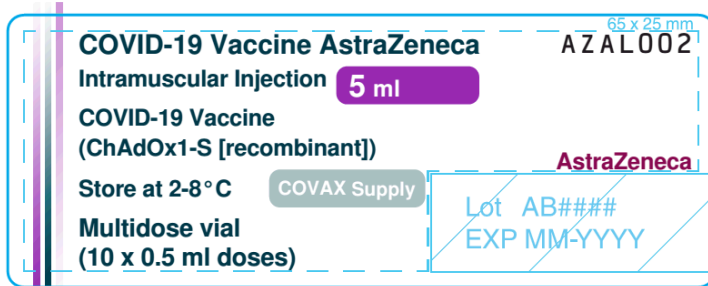 65 x 25 mm
COVID-19 Vaccine AstraZeneca AZAL002
Intramuscular Injection 5 ml
COVID-19 Vaccine
(ChAdOx1-S [recombinant])
AstraZeneca
Store at 2-8°C COVAX Supply
Lot AB####
Multidose vial
EXP MM-YYYY
(10 x 0.5 ml doses)